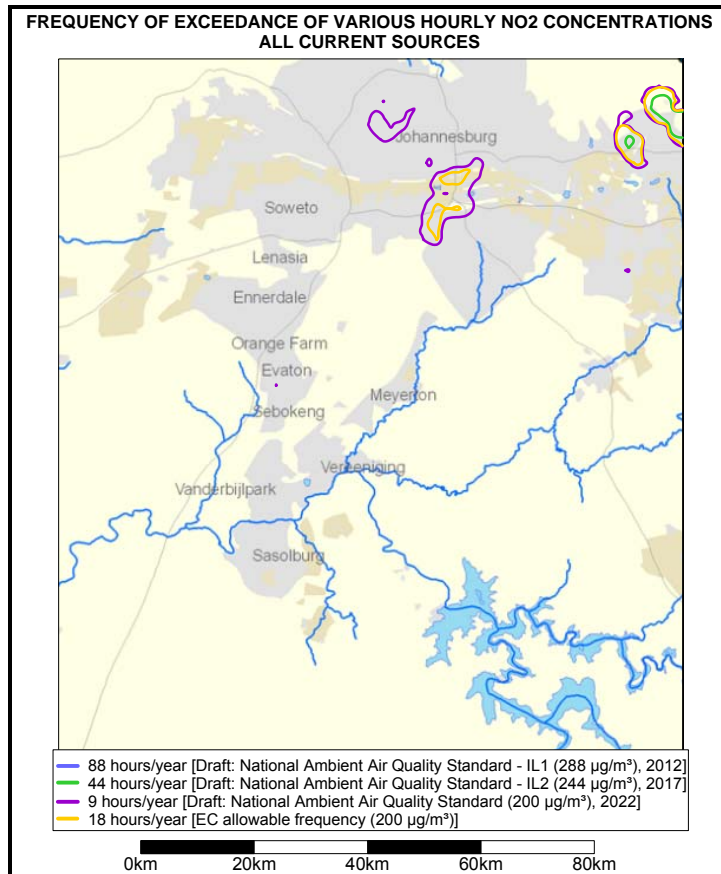 FREQUENCY OF EXCEEDANCE OF VARIOUS HOURLY NO2 CONCENTRATIONS
ALL CURRENT SOURCES
Johannesburg
Soweto
Lenasia
Ennerdale
Orange Farm
Evaton
Meyerton
Sebokeng
Vereeniging
Vanderbijlpark
Sasolburg
88 hours/year [Draft: National Ambient Air Quality Standard - IL1 (288 µg/m³), 2012]
44 hours/year [Draft: National Ambient Air Quality Standard - IL2 (244 µg/m³), 2017]
9 hours/year [Draft: National Ambient Air Quality Standard (200 µg/m³), 2022]
18 hours/year [EC allowable frequency (200 µg/m³)]
0km 20km 40km 60km 80km